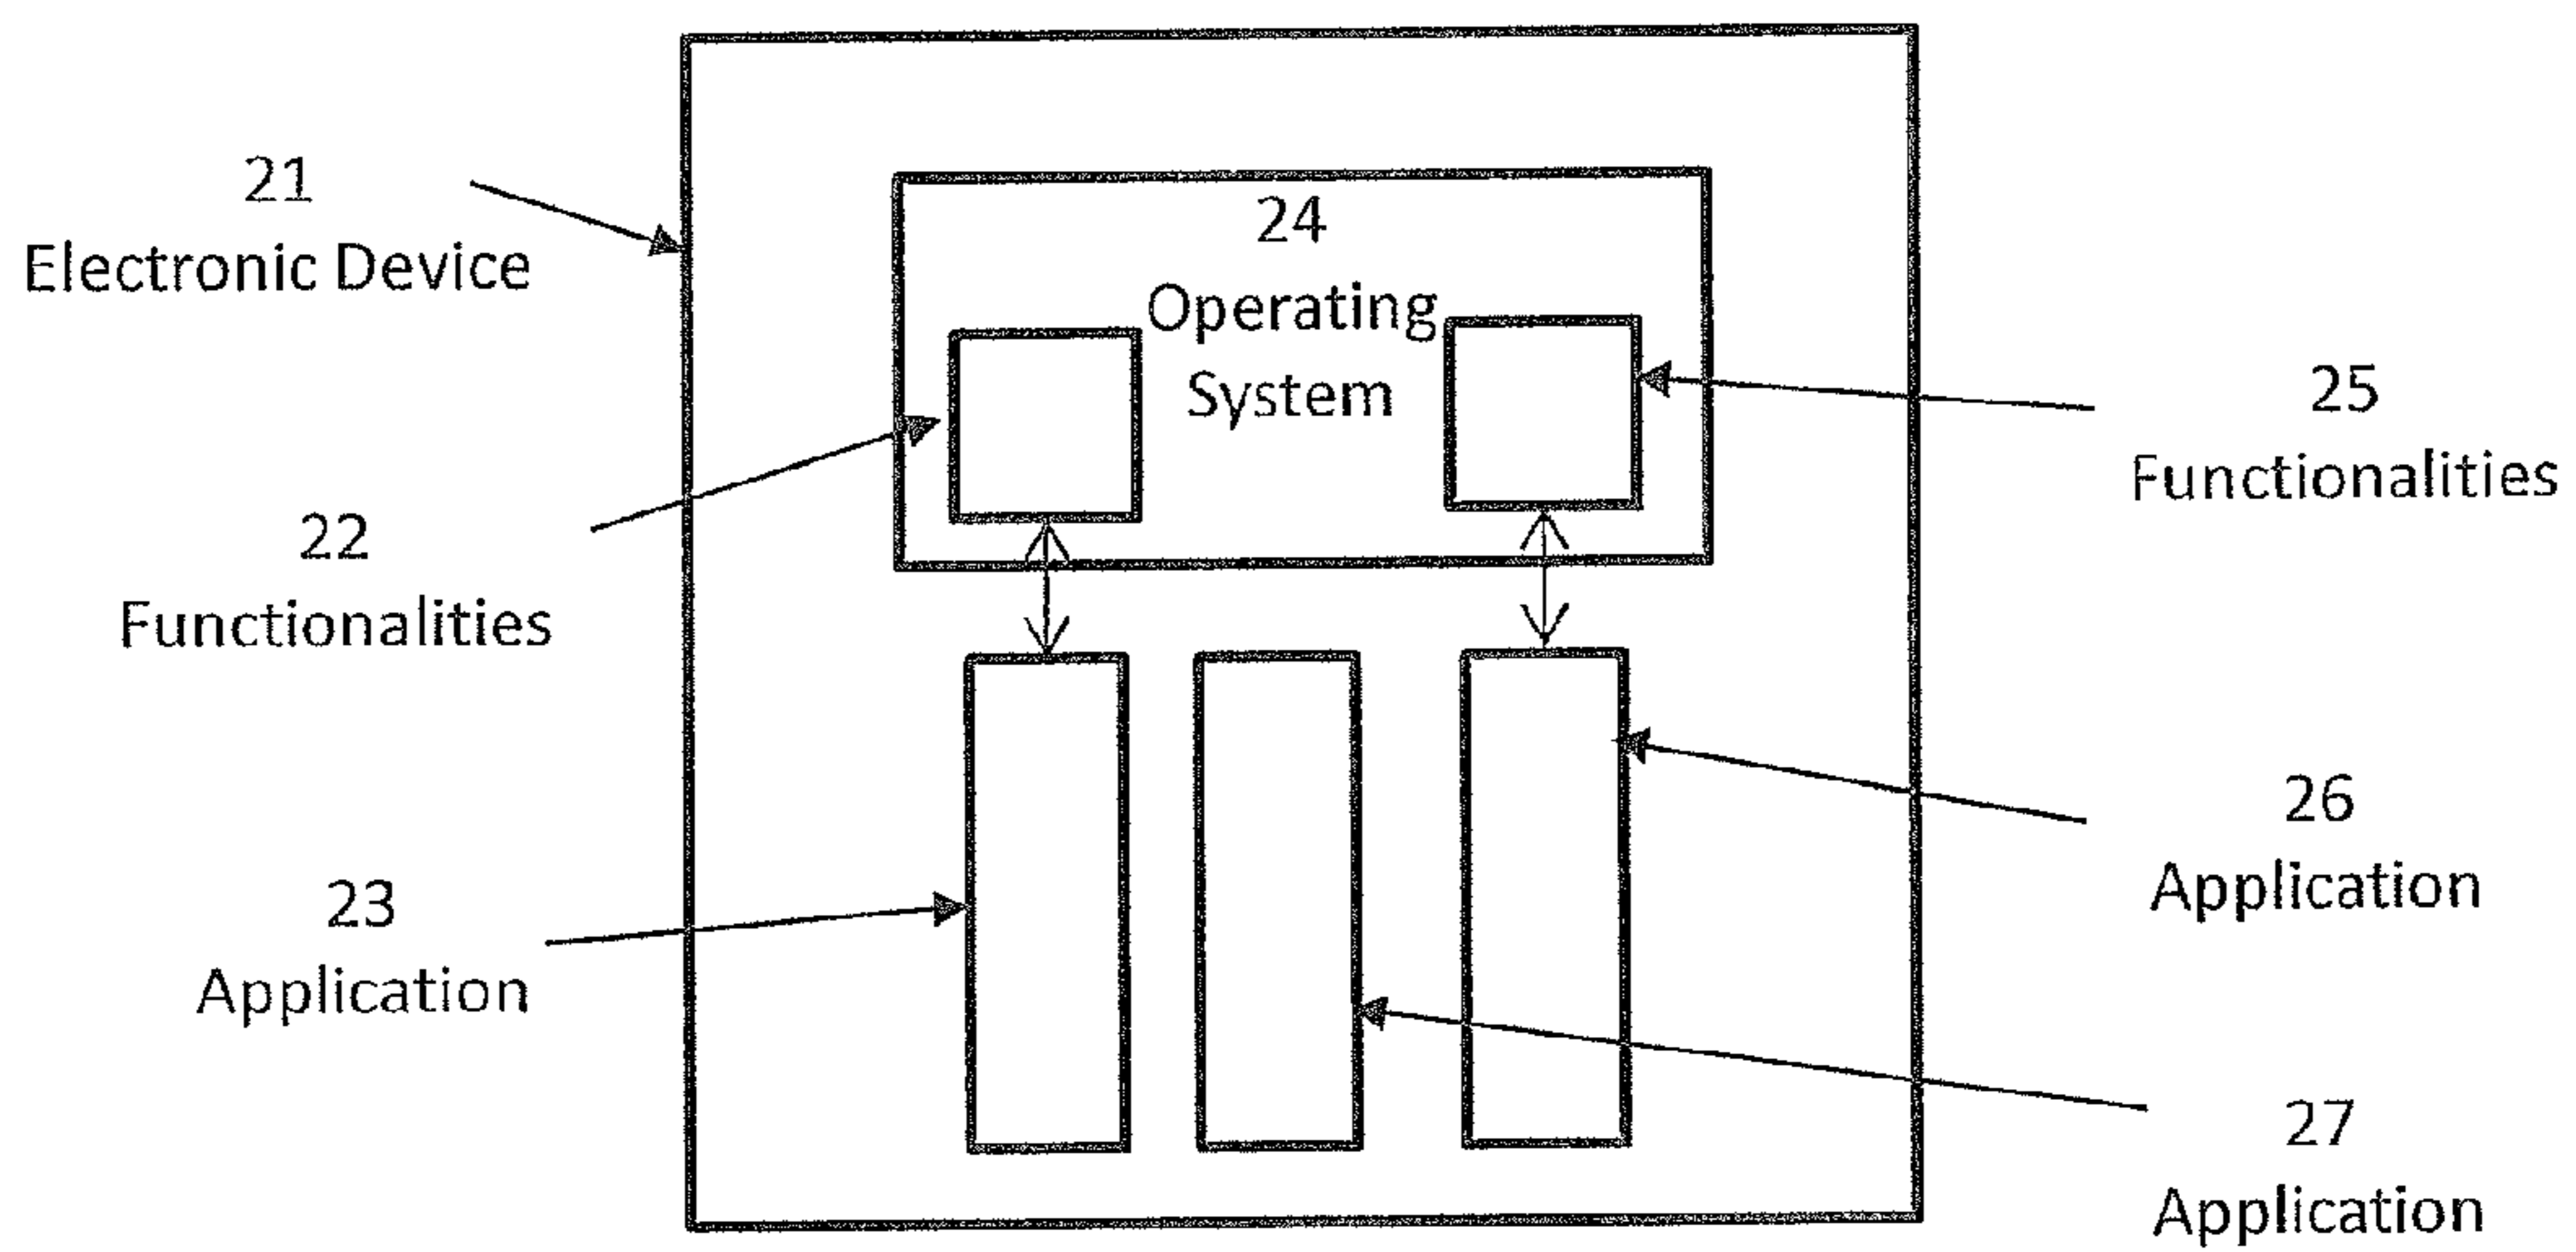 21
Electronic Device
24
Operating
System
25
Functionalities
22
Functionalities
26
Application
23
Application
27
Application